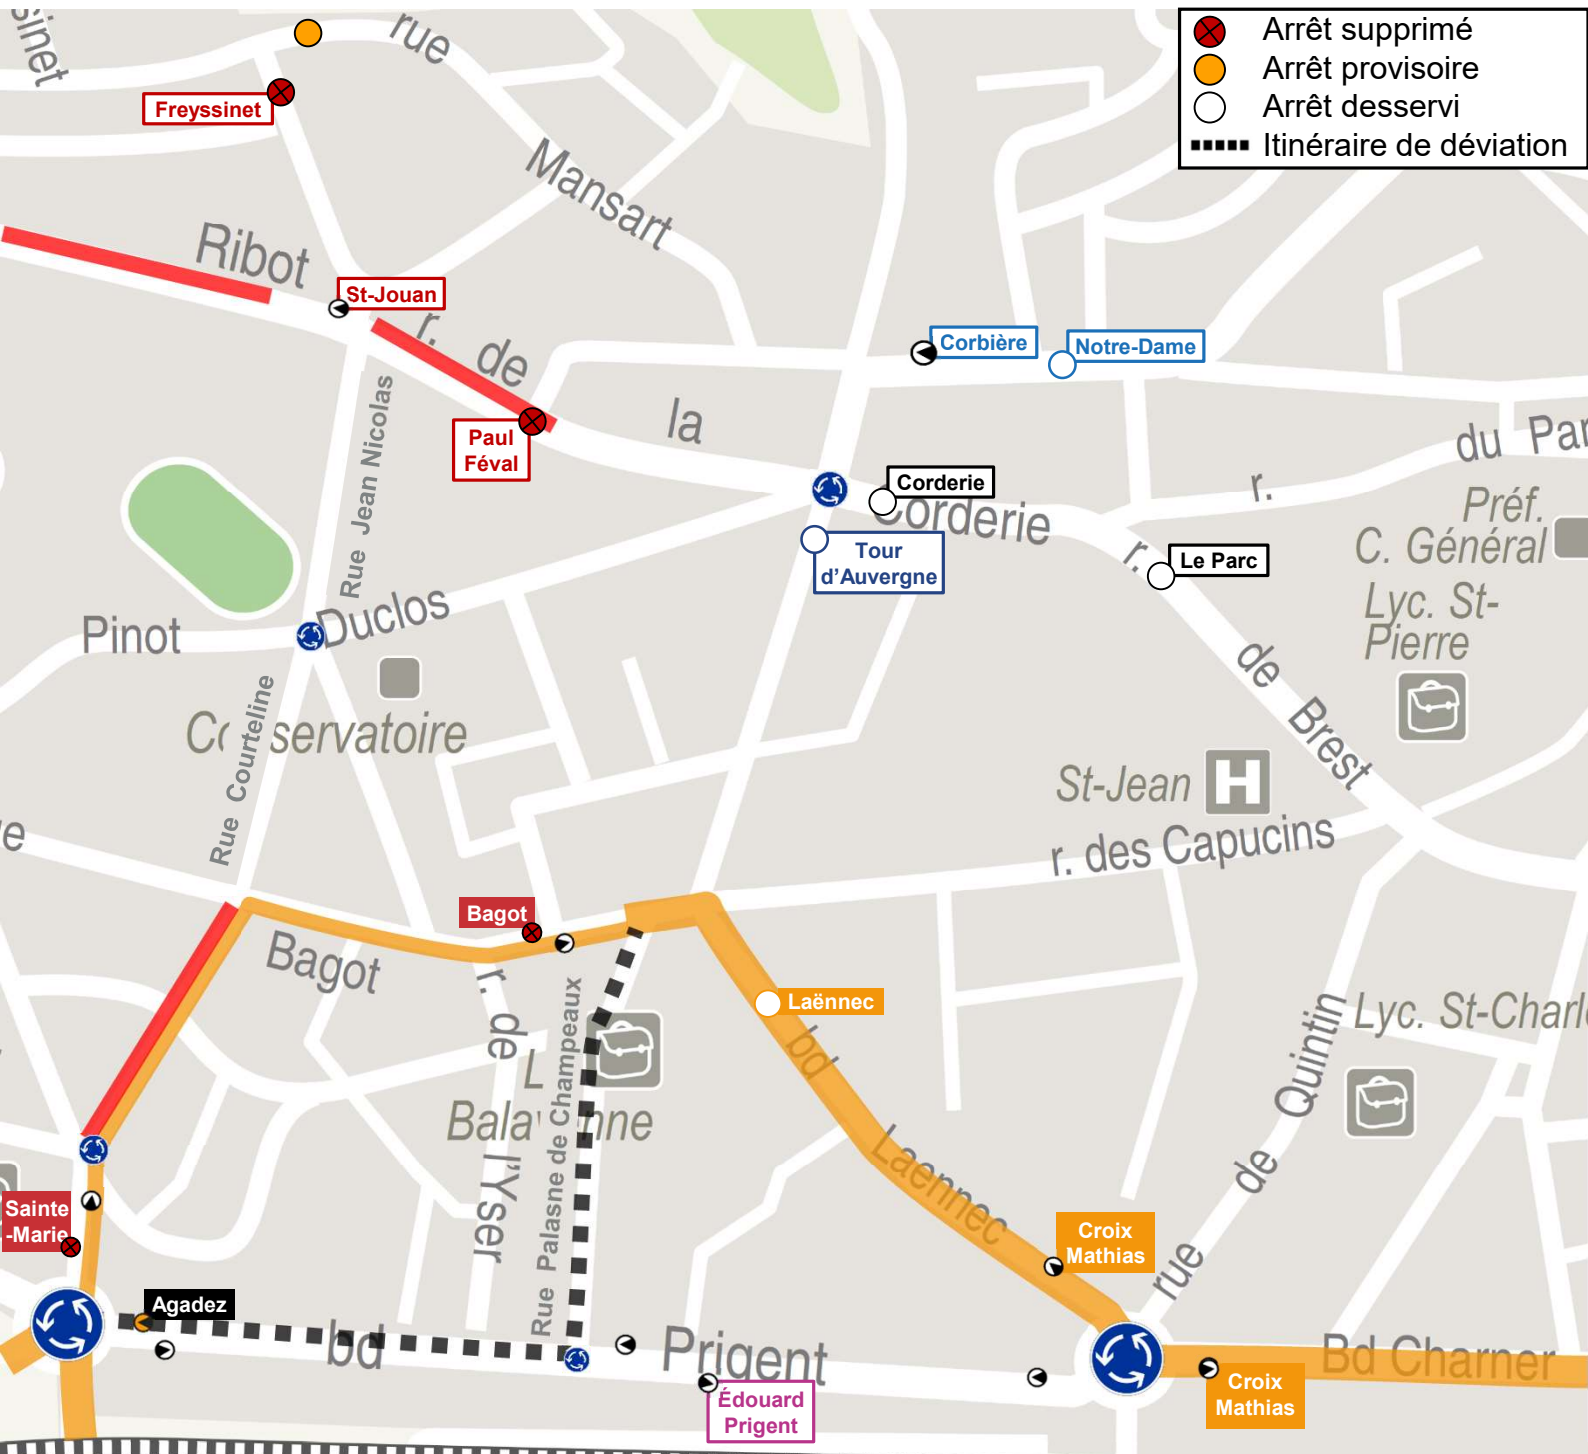 sinet
rue
Arrêt supprimé
Arrêt provisoire
Arrêt desservi
Itinéraire de déviation
Freyssinet
Mansart
Ribot
St-Jouan
r. de
Corbière
Notre-Dame
Rue Jean Nicolas
la
Paul
Féval
du Par
r.
Corderie
Corderie
Préf.
C. Général
Tour
d'Auvergne
r.
Le Parc
Lyc. St-
Pierre
Pinot
Duclos
de
Brest
Conservatoire
Rue Courteline
St-Jean
H
r. des Capucins
e
Bagot
Bagot
r. de
l'Yser
Rue Palasne de Champeaux
Laënnec
bd
Laennec
Lyc. St-Charle
Quintin
de
rue
L
Bala
nne
Sainte
-Marie
Croix
Mathias
Agadez
bd
Prigent
Édouard
Prigent
Bd Charner
Croix
Mathias